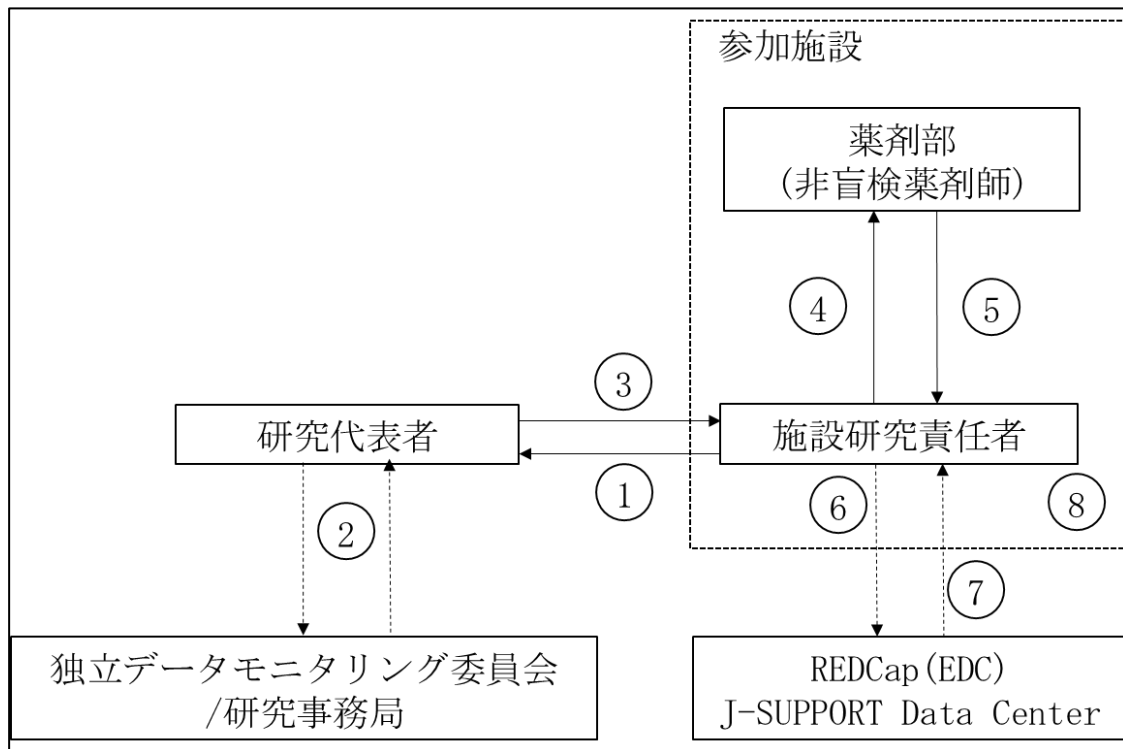 参加施設
薬剤部
(非盲検薬剤師)
④
⑤
③
研究代表者
施設研究責任者
①
②
⑥
⑧
⑦
独立データモニタリング委員会
/研究事務局
REDCap(EDC)
J-SUPPORT Data Center